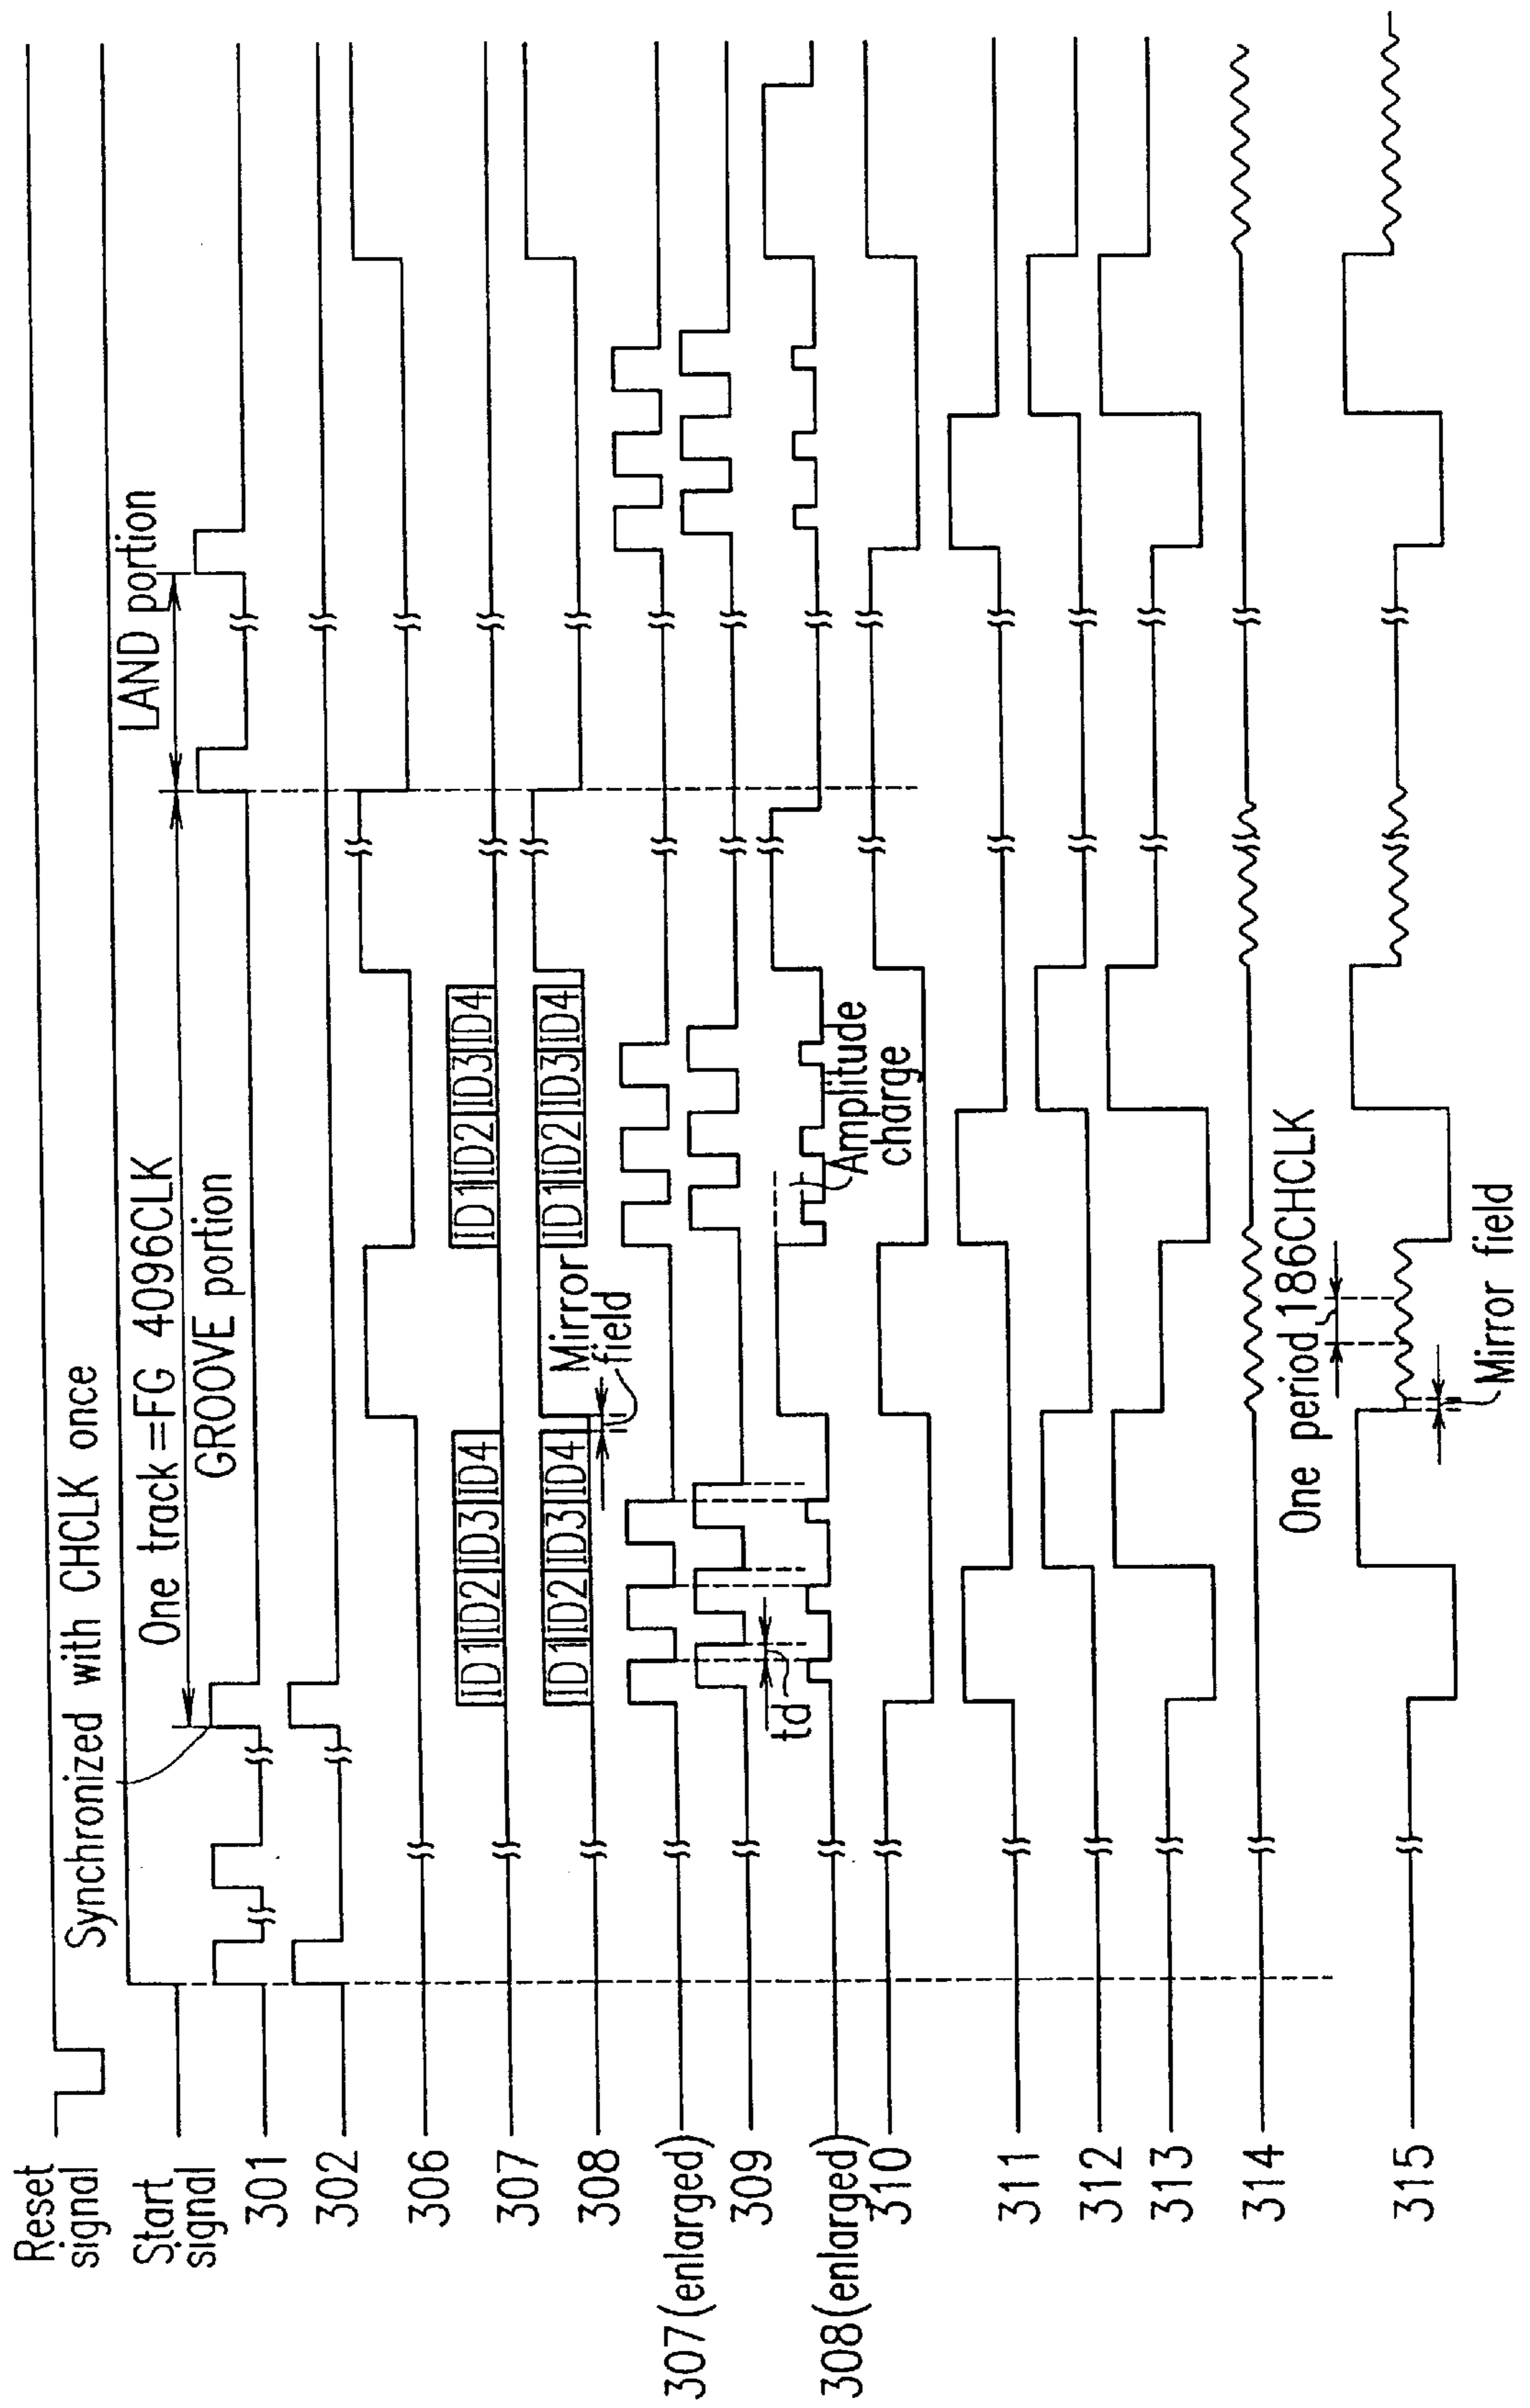 Reset
signal
Start
signal
301
302
306
307
308
307(enlarged)
309
308(enlarged)
310
311
312
313
314
315
Synchronized with CHCLK once
One track=FG 4096CLK
GROOVE portion
LAND portion
ID1 ID2 ID3 ID4
ID1 ID2 ID3 ID4
ID1 ID2 ID3 ID4
ID1 ID2 ID3 ID4
Mirror
field
td
Amplitude
charge
One period 186CHCLK
Mirror field